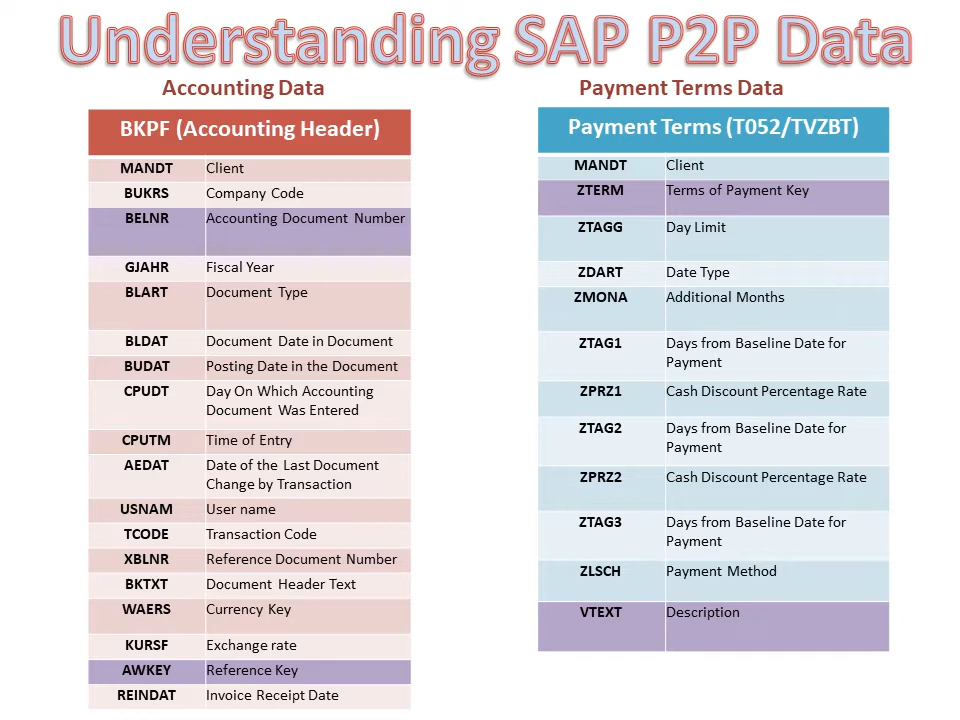 Understanding SAP P2P Data
Accounting Data
BKPF (Accounting Header)
MANDT Client
BUKRS Company Code
BELNR Accounting Document Number
GJAHR Fiscal Year
BLART Document Type
BLDAT Document Date in Document
BUDAT Posting Date in the Document
CPUDT Day On Which Accounting
Document Was Entered
CPUTM Time of Entry
AEDAT Date of the Last Document
Change by Transaction
USNAM User name
TCODE Transaction Code
XBLNR Reference Document Number
BKTXT Document Header Text
WAERS Currency Key
KURSF Exchange rate
AWKEY Reference Key
REINDAT Invoice Receipt Date
Payment Terms Data
Payment Terms (T052/TVZBT)
MANDT Client
ZTERM Terms of Payment Key
ZTAGG Day Limit
ZDART Date Type
ZMONA Additional Months
ZTAG1 Days from Baseline Date for
Payment
ZPRZ1 Cash Discount Percentage Rate
ZTAG2 Days from Baseline Date for
Payment
ZPRZ2 Cash Discount Percentage Rate
ZTAG3 Days from Baseline Date for
Payment
ZLSCH Payment Method
VTEXT Description